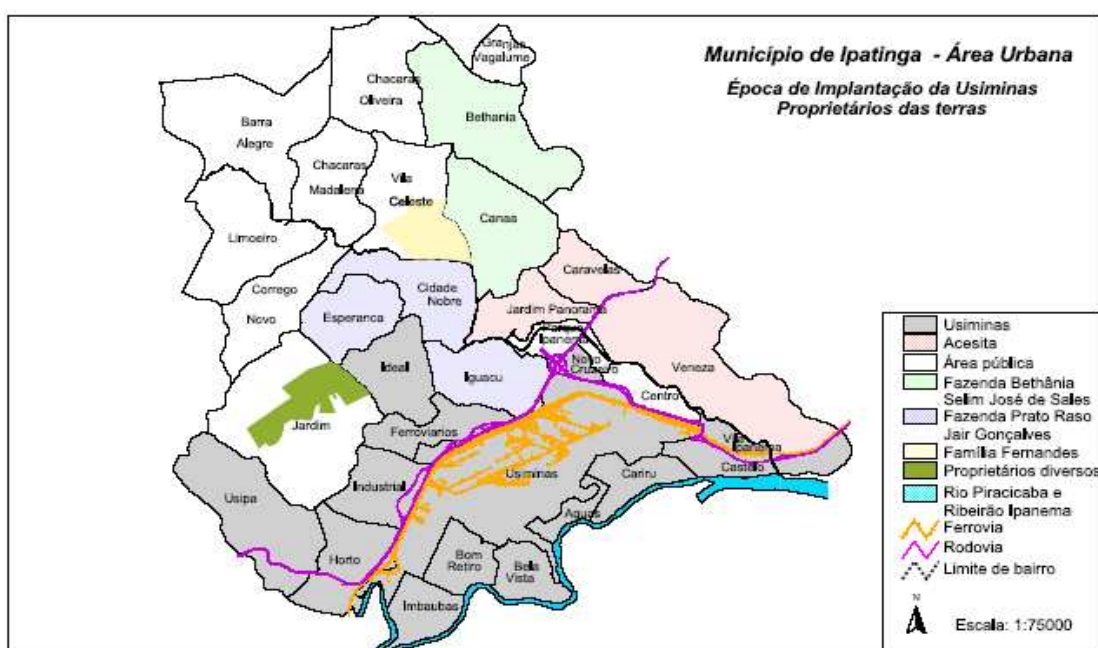 Município de Ipatinga - Área Urbana
Época de Implantação da Usiminas
Proprietários das terras
Granjas
Vagalume
Chacaras
Oliveira
Bethania
Barra
Alegre
Chacaras
Madalena
Vila
Celeste
Canaa
Limoeiro
Caravelas
Corrego
Novo
Cidade
Nobre
Esperanca
Jardim Panorama
Parque
Ipanema
Novo
Cruzeiro
Veneza
Ideal
Iguacu
Centro
Jardim
Ferroviarios
Vila
Ipanema
Castelo
Usipa
Industrial
Usiminas
Cariru
Aguas
Horto
Bom
Retiro
Bela
Vista
Imbaubas
Usiminas
Acesita
Área pública
Fazenda Bethânia
Selim José de Sales
Fazenda Prato Raso
Jair Gonçalves
Família Fernandes
Proprietários diversos
Rio Piracicaba e
Ribeirão Ipanema
Ferrovia
Rodovia
Limite de bairro
N
Escala: 1:75000